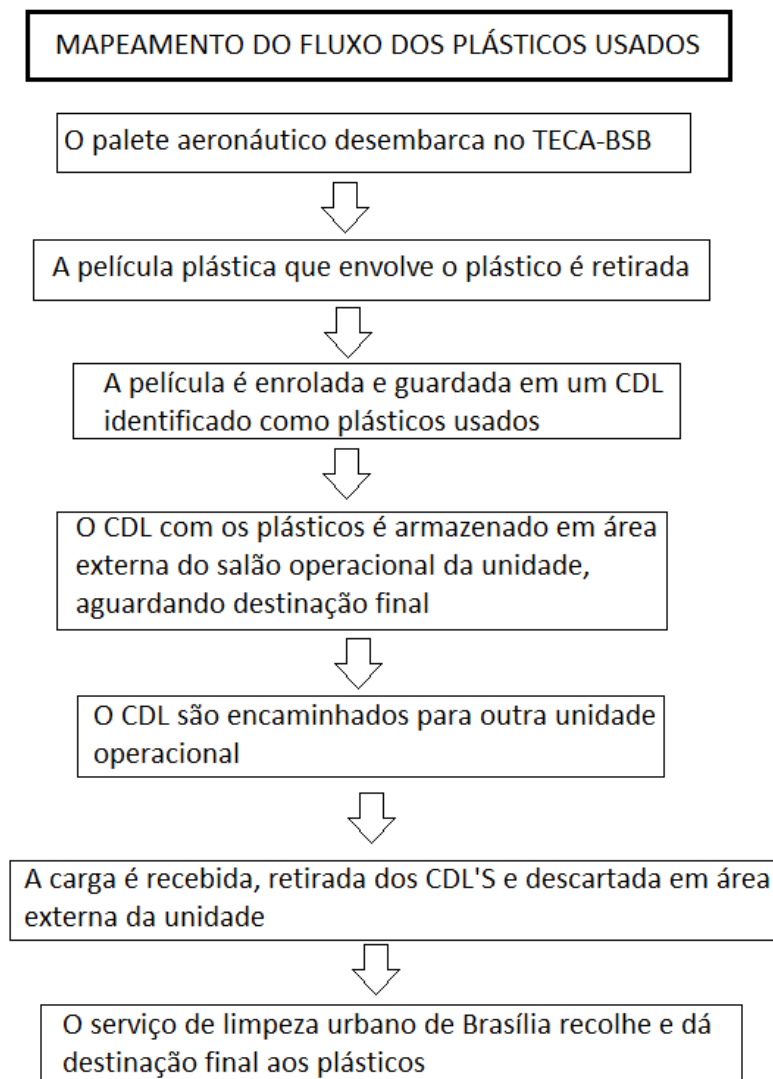 MAPEAMENTO DO FLUXO DOS PLÁSTICOS USADOS
O palete aeronáutico desembarca no TECA-BSB
A película plástica que envolve o plástico é retirada
A película é enrolada e guardada em um CDL
identificado como plásticos usados
O CDL com os plásticos é armazenado em área
externa do salão operacional da unidade,
aguardando destinação final
O CDL são encaminhados para outra unidade
operacional
A carga é recebida, retirada dos CDL'S e descartada em área
externa da unidade
O serviço de limpeza urbano de Brasília recolhe e dá
destinação final aos plásticos